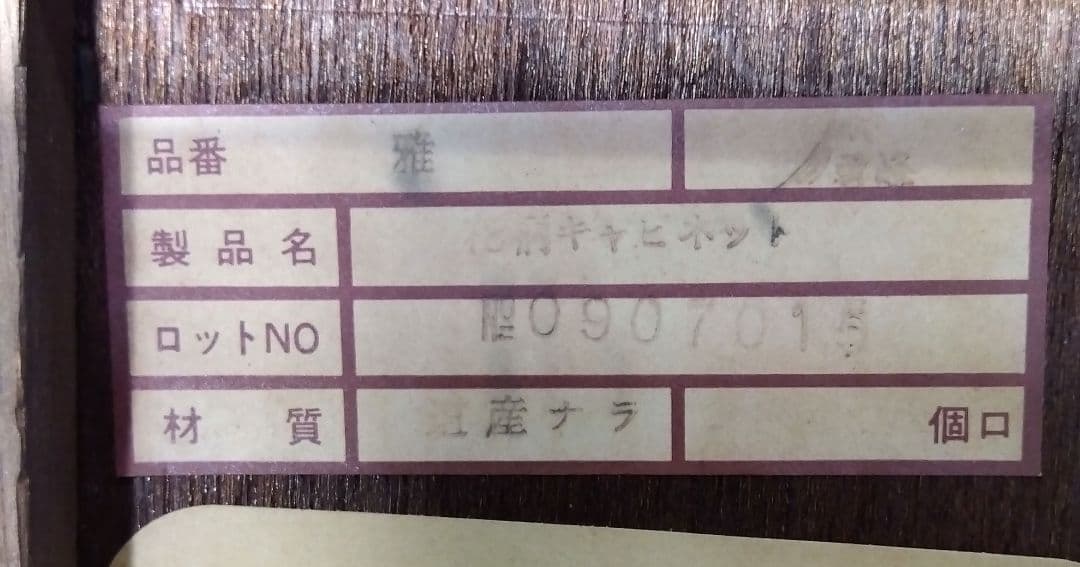 品番 雅
製品名 キャビネット
ロットNO 090701
材質 産ナラ 個口